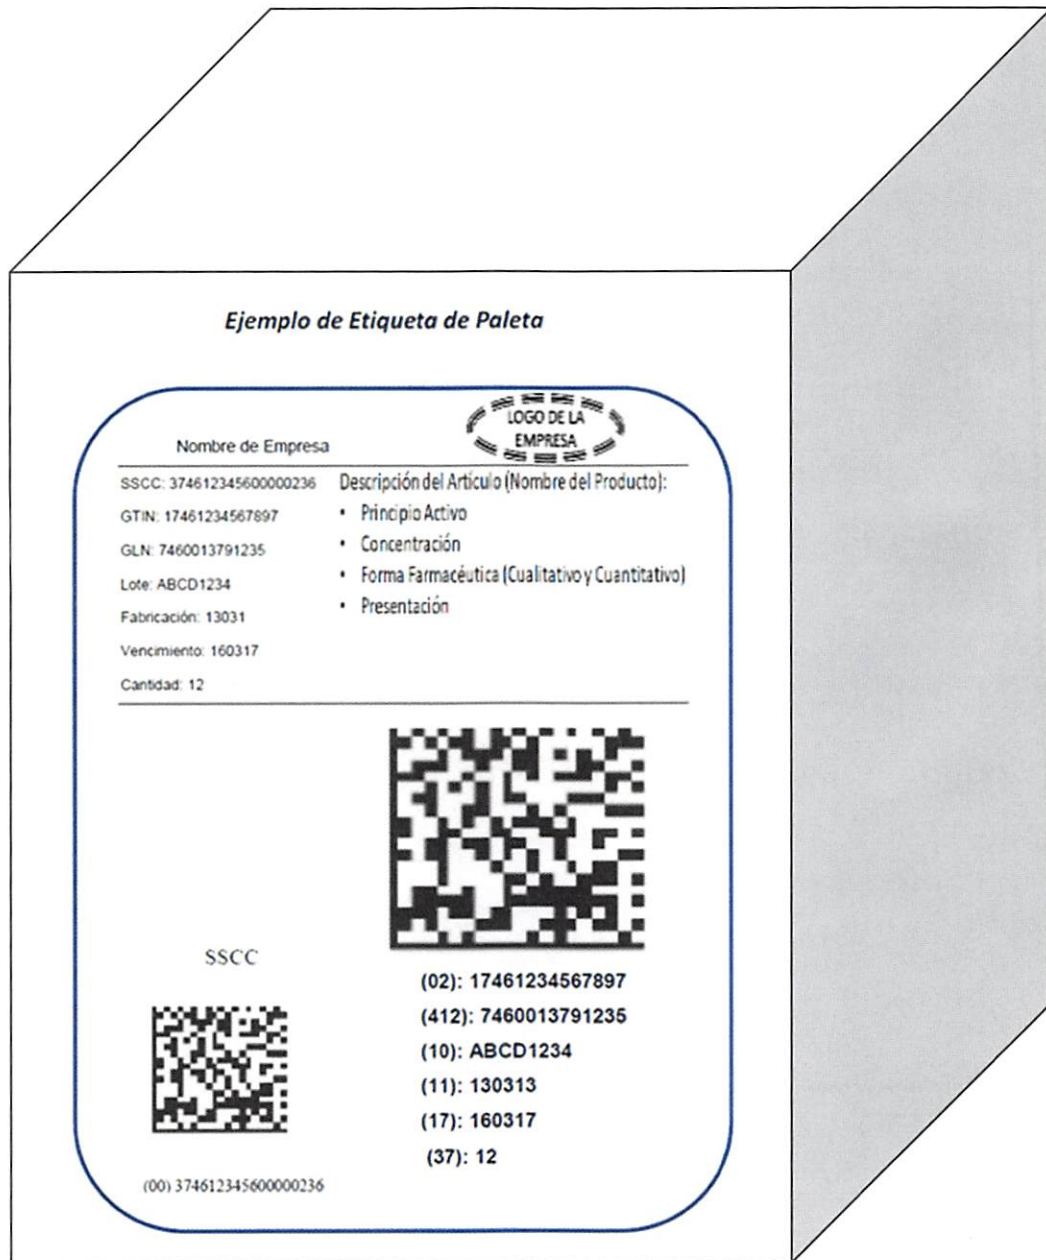 Ejemplo de Etiqueta de Paleta
Nombre de Empresa
LOGO DE LA
EMPRESA
SSCC: 374612345600000236
GTIN: 17461234567897
GLN: 7460013791235
Lote: ABCD1234
Fabricación: 13031
Vencimiento: 160317
Cantidad: 12
Descripción del Artículo (Nombre del Producto):
• Principio Activo
• Concentración
• Forma Farmacéutica (Cualitativo y Cuantitativo)
• Presentación
SSCC
(00) 374612345600000236
(02): 17461234567897
(412): 7460013791235
(10): ABCD1234
(11): 130313
(17): 160317
(37): 12